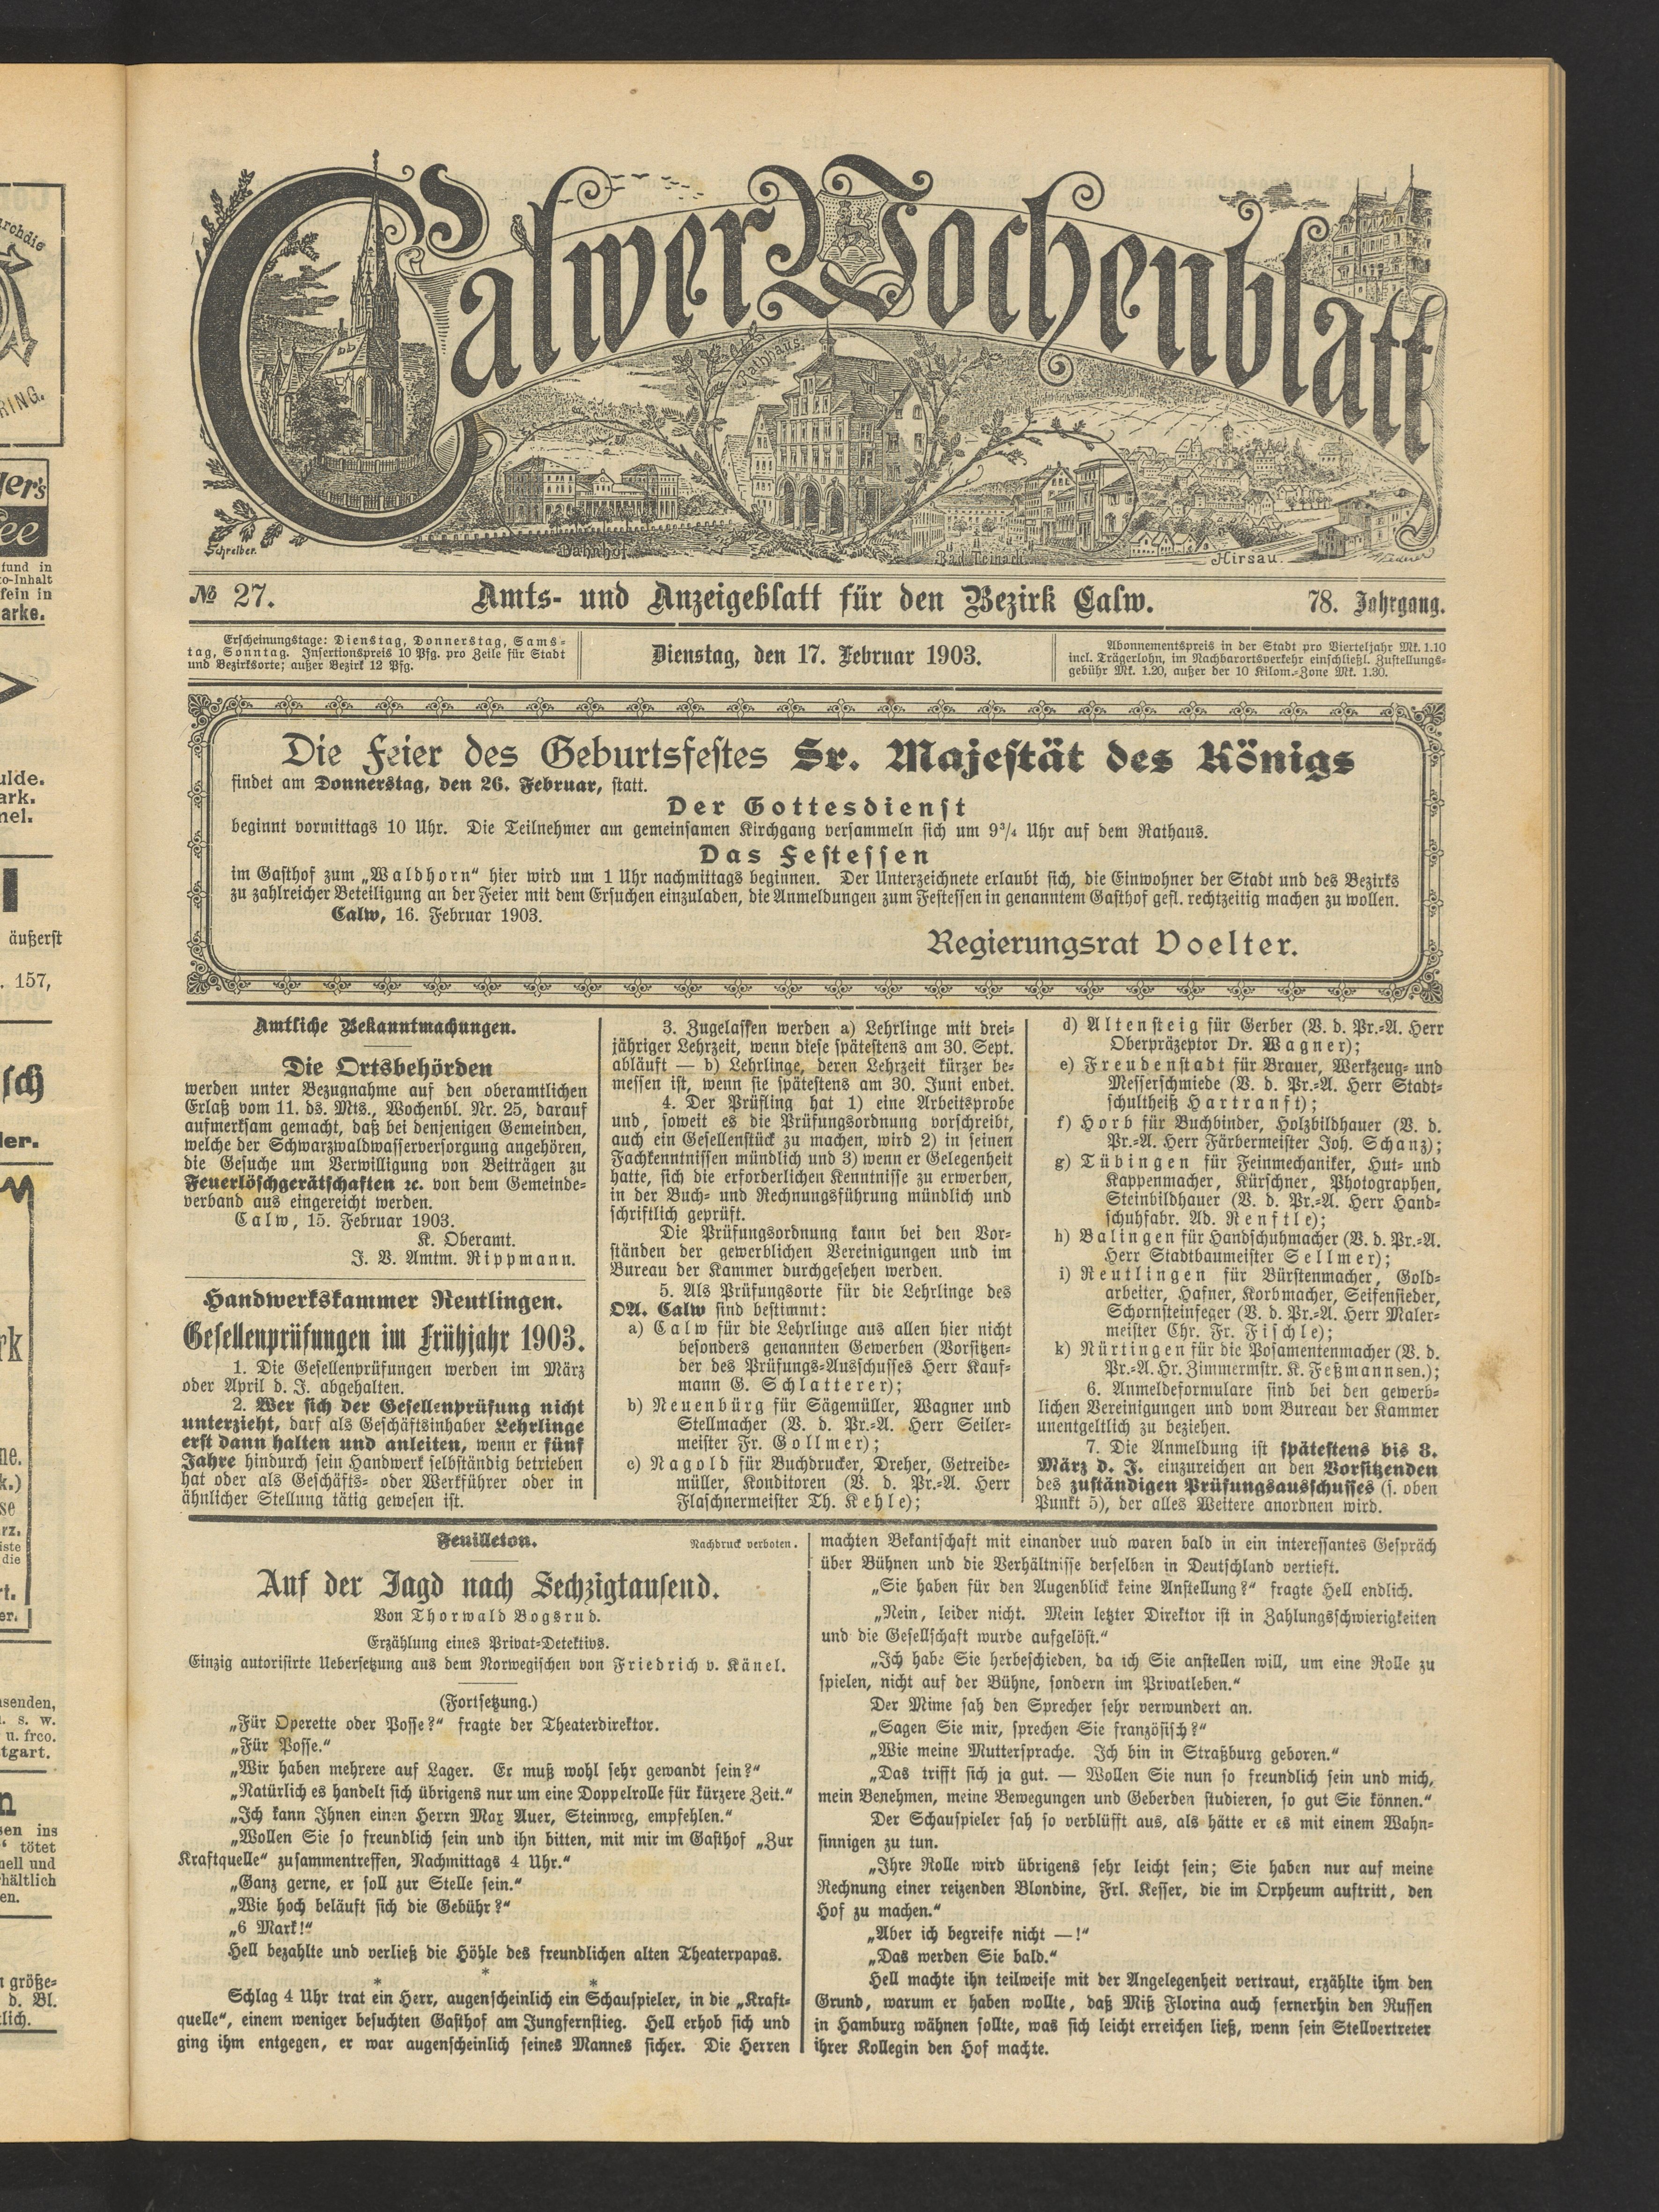 Calwer Wochenblatt
Rathhaus.
Schreiber.
Bahnhof.
Bad Teinach.
Hirsau.
№ 27.
Amts- und Anzeigeblatt für den Bezirk Calw.
78. Jahrgang.
Erscheinungstage: Dienstag, Donnerstag, Sams-
tag, Sonntag. Insertionspreis 10 Pfg. pro Zeile für Stadt
und Bezirksorte; außer Bezirk 12 Pfg.
Dienstag, den 17. Februar 1903.
Abonnementspreis in der Stadt pro Vierteljahr Mk. 1.10
incl. Trägerlohn, im Nachbarortsverkehr einschließl. Zustellungs-
gebühr Mk. 1.20, außer der 10 Kilom.-Zone Mk. 1.30.
Die Feier des Geburtsfestes Sr. Majestät des Königs
findet am Donnerstag, den 26. Februar, statt.
Der Gottesdienst
beginnt vormittags 10 Uhr. Die Teilnehmer am gemeinsamen Kirchgang versammeln sich um 9¾ Uhr auf dem Rathaus.
Das Festessen
im Gasthof zum „Waldhorn“ hier wird um 1 Uhr nachmittags beginnen. Der Unterzeichnete erlaubt sich, die Einwohner der Stadt und des Bezirks
zu zahlreicher Beteiligung an der Feier mit dem Ersuchen einzuladen, die Anmeldungen zum Festessen in genanntem Gasthof gefl. rechtzeitig machen zu wollen.
Calw, 16. Februar 1903.
Regierungsrat Voelter.
Amtliche Bekanntmachungen.
Die Ortsbehörden
werden unter Bezugnahme auf den oberamtlichen
Erlaß vom 11. ds. Mts., Wochenbl. Nr. 25, darauf
aufmerksam gemacht, daß bei denjenigen Gemeinden,
welche der Schwarzwaldwasserversorgung angehören,
die Gesuche um Verwilligung von Beiträgen zu
Feuerlöschgerätschaften ꝛc. von dem Gemeinde-
verband aus eingereicht werden.
Calw, 15. Februar 1903.
K. Oberamt.
J. V. Amtm. Rippmann.
Handwerkskammer Reutlingen.
Gesellenprüfungen im Frühjahr 1903.
1. Die Gesellenprüfungen werden im März
oder April d. J. abgehalten.
2. Wer sich der Gesellenprüfung nicht
unterzieht, darf als Geschäftsinhaber Lehrlinge
erst dann halten und anleiten, wenn er fünf
Jahre hindurch sein Handwerk selbständig betrieben
hat oder als Geschäfts- oder Werkführer oder in
ähnlicher Stellung tätig gewesen ist.
3. Zugelassen werden a) Lehrlinge mit drei-
jähriger Lehrzeit, wenn diese spätestens am 30. Sept.
abläuft — b) Lehrlinge, deren Lehrzeit kürzer be-
messen ist, wenn sie spätestens am 30. Juni endet.
4. Der Prüfling hat 1) eine Arbeitsprobe
und, soweit es die Prüfungsordnung vorschreibt,
auch ein Gesellenstück zu machen, wird 2) in seinen
Fachkenntnissen mündlich und 3) wenn er Gelegenheit
hatte, sich die erforderlichen Kenntnisse zu erwerben,
in der Buch- und Rechnungsführung mündlich und
schriftlich geprüft.
Die Prüfungsordnung kann bei den Vor-
ständen der gewerblichen Vereinigungen und im
Bureau der Kammer durchgesehen werden.
5. Als Prüfungsorte für die Lehrlinge des
OA. Calw sind bestimmt:
a) Calw für die Lehrlinge aus allen hier nicht
besonders genannten Gewerben (Vorsitzen-
der des Prüfungs-Ausschusses Herr Kauf-
mann G. Schlatterer);
b) Neuenbürg für Sägemüller, Wagner und
Stellmacher (V. d. Pr.-A. Herr Seiler-
meister Fr. Gollmer);
c) Nagold für Buchdrucker, Dreher, Getreide-
müller, Konditoren (V. d. Pr.-A. Herr
Flaschnermeister Th. Kehle);
d) Altensteig für Gerber (V. d. Pr.-A. Herr
Oberpräzeptor Dr. Wagner);
e) Freudenstadt für Brauer, Werkzeug- und
Messerschmiede (V. d. Pr.-A. Herr Stadt-
schultheiß Hartranft);
f) Horb für Buchbinder, Holzbildhauer (V. d.
Pr.-A. Herr Färbermeister Joh. Schanz);
g) Tübingen für Feinmechaniker, Hut- und
Kappenmacher, Kürschner, Photographen,
Steinbildhauer (V. d. Pr.-A. Herr Hand-
schuhfabr. Ad. Renftle);
h) Balingen für Handschuhmacher (V. d. Pr.-A.
Herr Stadtbaumeister Sellmer);
i) Reutlingen für Bürstenmacher, Gold-
arbeiter, Hafner, Korbmacher, Seifensieder,
Schornsteinfeger (V. d. Pr.-A. Herr Maler-
meister Chr. Fr. Fischle);
k) Nürtingen für die Posamentenmacher (V. d.
Pr.-A. Hr. Zimmermstr. K. Feßmann sen.);
6. Anmeldeformulare sind bei den gewerb-
lichen Vereinigungen und vom Bureau der Kammer
unentgeltlich zu beziehen.
7. Die Anmeldung ist spätestens bis 8.
März d. J. einzureichen an den Vorsitzenden
des zuständigen Prüfungsausschusses (s. oben
Punkt 5), der alles Weitere anordnen wird.
Feuilleton.
Nachdruck verboten.
Auf der Jagd nach Sechzigtausend.
Von Thorwald Bogsrud.
Erzählung eines Privat-Detektivs.
Einzig autorisirte Uebersetzung aus dem Norwegischen von Friedrich v. Känel.
(Fortsetzung.)
„Für Operette oder Posse?“ fragte der Theaterdirektor.
„Für Posse.“
„Wir haben mehrere auf Lager. Er muß wohl sehr gewandt sein?“
„Natürlich es handelt sich übrigens nur um eine Doppelrolle für kürzere Zeit.“
„Ich kann Ihnen einen Herrn Max Auer, Steinweg, empfehlen.“
„Wollen Sie so freundlich sein und ihn bitten, mit mir im Gasthof „Zur
Kraftquelle“ zusammentreffen, Nachmittags 4 Uhr.“
„Ganz gerne, er soll zur Stelle sein.“
„Wie hoch beläuft sich die Gebühr?“
„6 Mark!“
Hell bezahlte und verließ die Höhle des freundlichen alten Theaterpapas.
* * *
Schlag 4 Uhr trat ein Herr, augenscheinlich ein Schauspieler, in die „Kraft-
quelle“, einem weniger besuchten Gasthof am Jungfernstieg. Hell erhob sich und
ging ihm entgegen, er war augenscheinlich seines Mannes sicher. Die Herren
machten Bekantschaft mit einander uud waren bald in ein interessantes Gespräch
über Bühnen und die Verhältnisse derselben in Deutschland vertieft.
„Sie haben für den Augenblick keine Anstellung?“ fragte Hell endlich.
„Nein, leider nicht. Mein letzter Direktor ist in Zahlungsschwierigkeiten
und die Gesellschaft wurde aufgelöst.“
„Ich habe Sie herbeschieden, da ich Sie anstellen will, um eine Rolle zu
spielen, nicht auf der Bühne, sondern im Privatleben.“
Der Mime sah den Sprecher sehr verwundert an.
„Sagen Sie mir, sprechen Sie französisch?“
„Wie meine Muttersprache. Ich bin in Straßburg geboren.“
„Das trifft sich ja gut. — Wollen Sie nun so freundlich sein und mich,
mein Benehmen, meine Bewegungen und Geberden studieren, so gut Sie können.“
Der Schauspieler sah so verblüfft aus, als hätte er es mit einem Wahn-
sinnigen zu tun.
„Ihre Rolle wird übrigens sehr leicht sein; Sie haben nur auf meine
Rechnung einer reizenden Blondine, Frl. Kesser, die im Orpheum auftritt, den
Hof zu machen.“
„Aber ich begreife nicht —!“
„Das werden Sie bald.“
Hell machte ihn teilweise mit der Angelegenheit vertraut, erzählte ihm den
Grund, warum er haben wollte, daß Miß Florina auch fernerhin den Russen
in Hamburg wähnen sollte, was sich leicht erreichen ließ, wenn sein Stellvertreter
ihrer Kollegin den Hof machte.